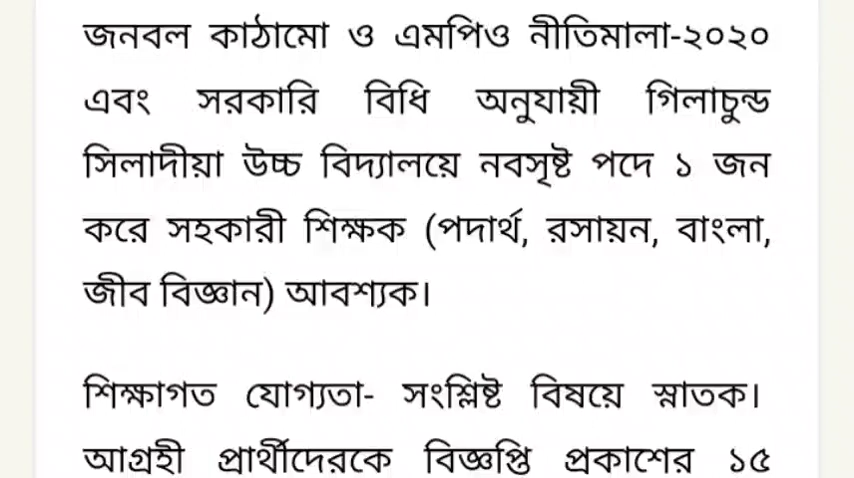 জনবল কাঠামো ও এমপিও নীতিমালা-২০২০
এবং সরকারি বিধি অনুযায়ী গিলাচুন্ড
সিলাদীয়া উচ্চ বিদ্যালয়ে নবসৃষ্ট পদে ১ জন
করে সহকারী শিক্ষক (পদার্থ, রসায়ন, বাংলা,
জীব বিজ্ঞান) আবশ্যক।
শিক্ষাগত যোগ্যতা- সংশ্লিষ্ট বিষয়ে স্নাতক।
আগ্রহী প্রার্থীদেরকে বিজ্ঞপ্তি প্রকাশের ১৫